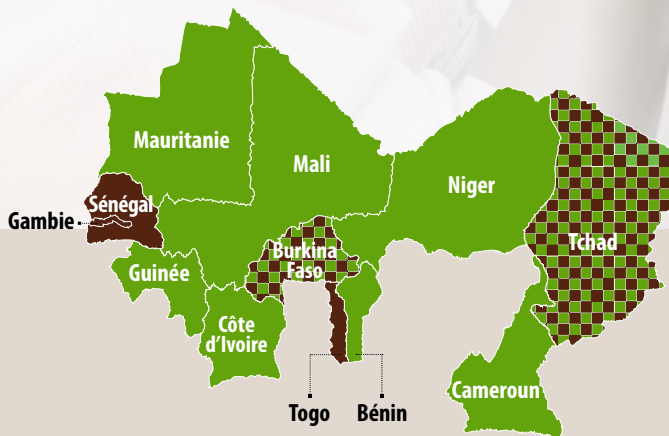 Mauritanie
Mali
Niger
Sénégal
Gambie
Tchad
Burkina
Faso
Guinée
Côte
d'Ivoire
Cameroun
Togo
Bénin